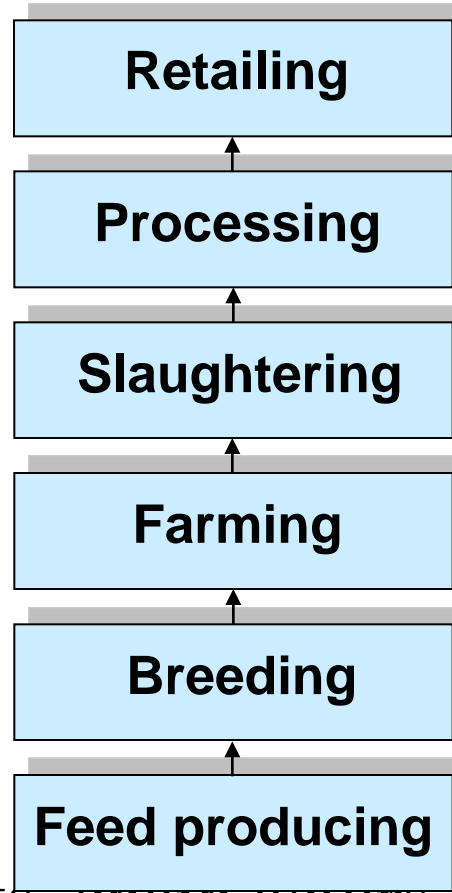 Retailing
Processing
Slaughtering
Farming
Breeding
Feed producing